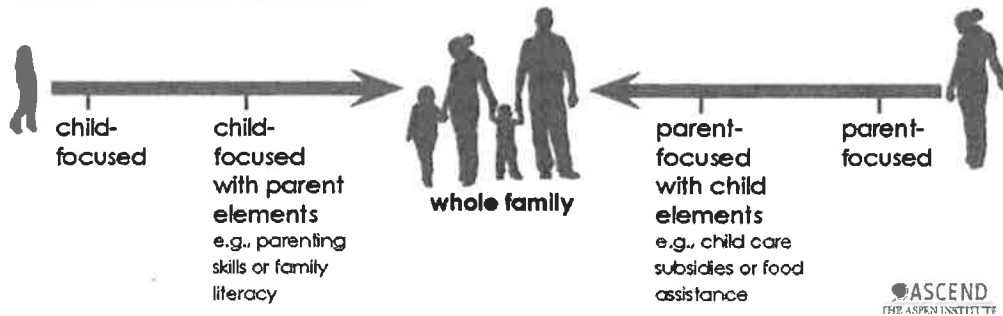 child-
focused
child-
focused
with parent
elements
e.g., parenting
skills or family
literacy
whole family
parent-
focused
with child
elements
e.g., child care
subsidies or food
assistance
parent-
focused
ASCEND
THE ASPEN INSTITUTE